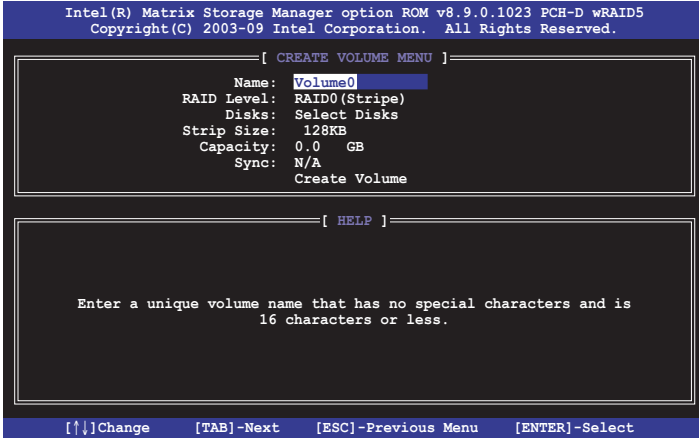 Intel(R) Matrix Storage Manager option ROM v8.9.0.1023 PCH-D wRAID5
Copyright(C) 2003-09 Intel Corporation. All Rights Reserved.
[ CREATE VOLUME MENU ]
Name: Volume0
RAID Level: RAID0(Stripe)
Disks: Select Disks
Strip Size: 128KB
Capacity: 0.0 GB
Sync: N/A
Create Volume
[ HELP ]
Enter a unique volume name that has no special characters and is
16 characters or less.
[↑↓]Change [TAB]-Next [ESC]-Previous Menu [ENTER]-Select